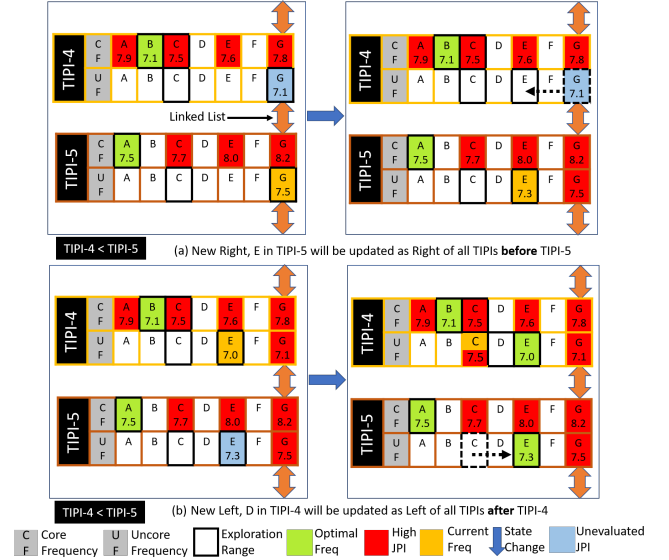 TIPI-4
C F A 7.9 B 7.1 C 7.5 D E 7.6 F G 7.8
U F A B C D E F G 7.1
Linked List
TIPI-5
C F A 7.5 B C 7.7 D E 8.0 F G 8.2
U F A B C D E F G 7.5
TIPI-4
C F A 7.9 B 7.1 C 7.5 D E 7.6 F G 7.8
U F A B C D E F G 7.1
TIPI-5
C F A 7.5 B C 7.7 D E 8.0 F G 8.2
U F A B C D E 7.3 F G 7.5
TIPI-4 < TIPI-5
(a) New Right, E in TIPI-5 will be updated as Right of all TIPIs before TIPI-5
TIPI-4
C F A 7.9 B 7.1 C 7.5 D E 7.6 F G 7.8
U F A B C D E 7.0 F G 7.1
TIPI-5
C F A 7.5 B C 7.7 D E 8.0 F G 8.2
U F A B C D E 7.3 F G 7.5
TIPI-4
C F A 7.9 B 7.1 C 7.5 D E 7.6 F G 7.8
U F A B C 7.5 D E 7.0 F G 7.1
TIPI-5
C F A 7.5 B C 7.7 D E 8.0 F G 8.2
U F A B C D E 7.3 F G 7.5
TIPI-4 < TIPI-5
(b) New Left, D in TIPI-4 will be updated as Left of all TIPIs after TIPI-4
C F Core Frequency
U F Uncore Frequency
Exploration Range
Optimal Freq
High JPI
Current Freq
State Change
Unevaluated JPI